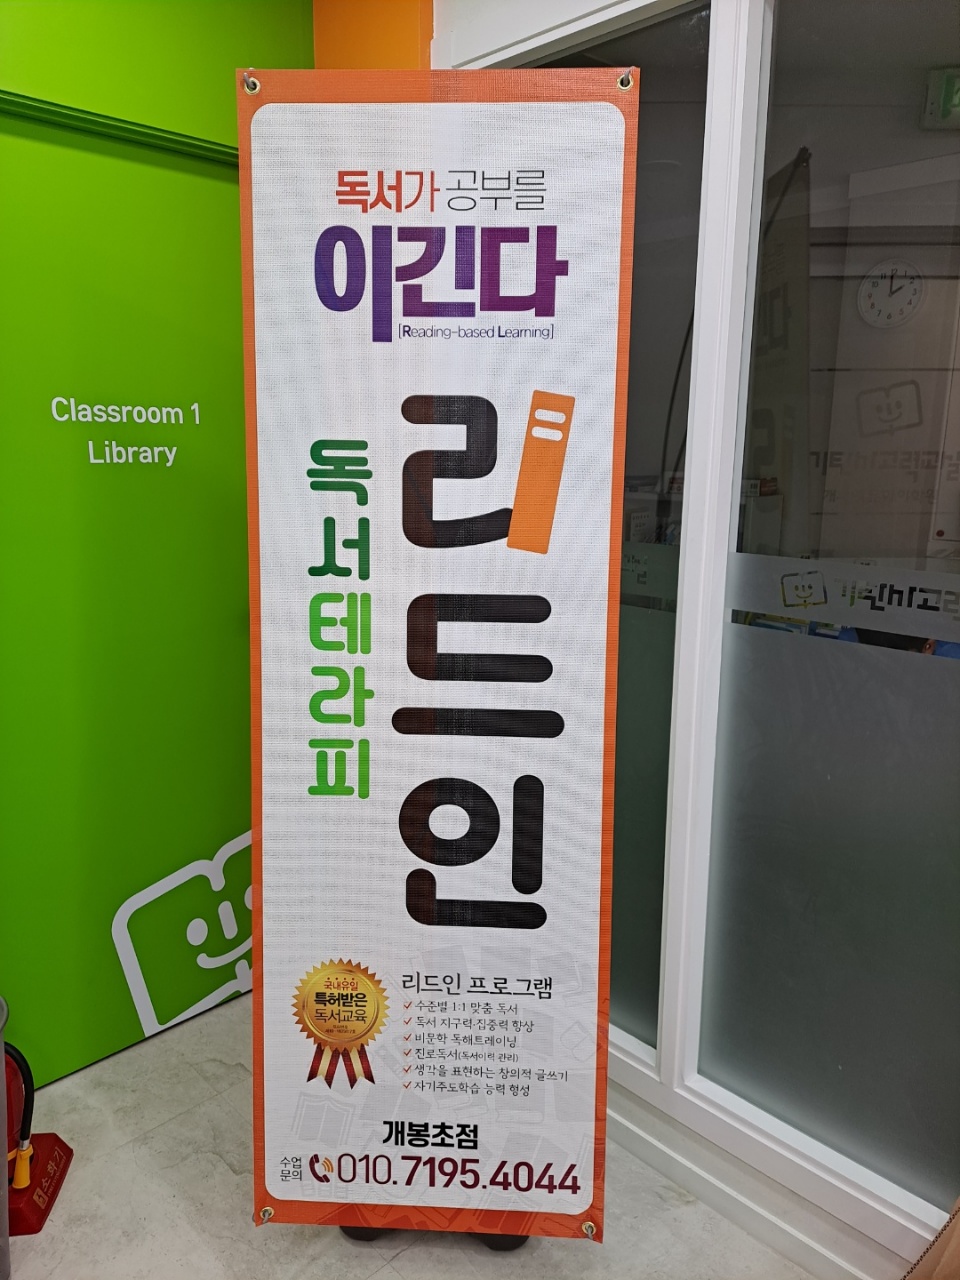 독서가 공부를
이긴다
[Reading-based Learning]
독서테라피
리드인
국내유일
특허받은
독서교육
리드인 프로그램
수준별 1:1 맞춤 독서
독서 지구력·집중력 향상
비문학 독해트레이닝
진로독서(독서이력 관리)
생각을 표현하는 창의적 글쓰기
자기주도학습 능력 형성
개봉초점
수업
문의
010.7195.4044
Classroom 1
Library
소화기